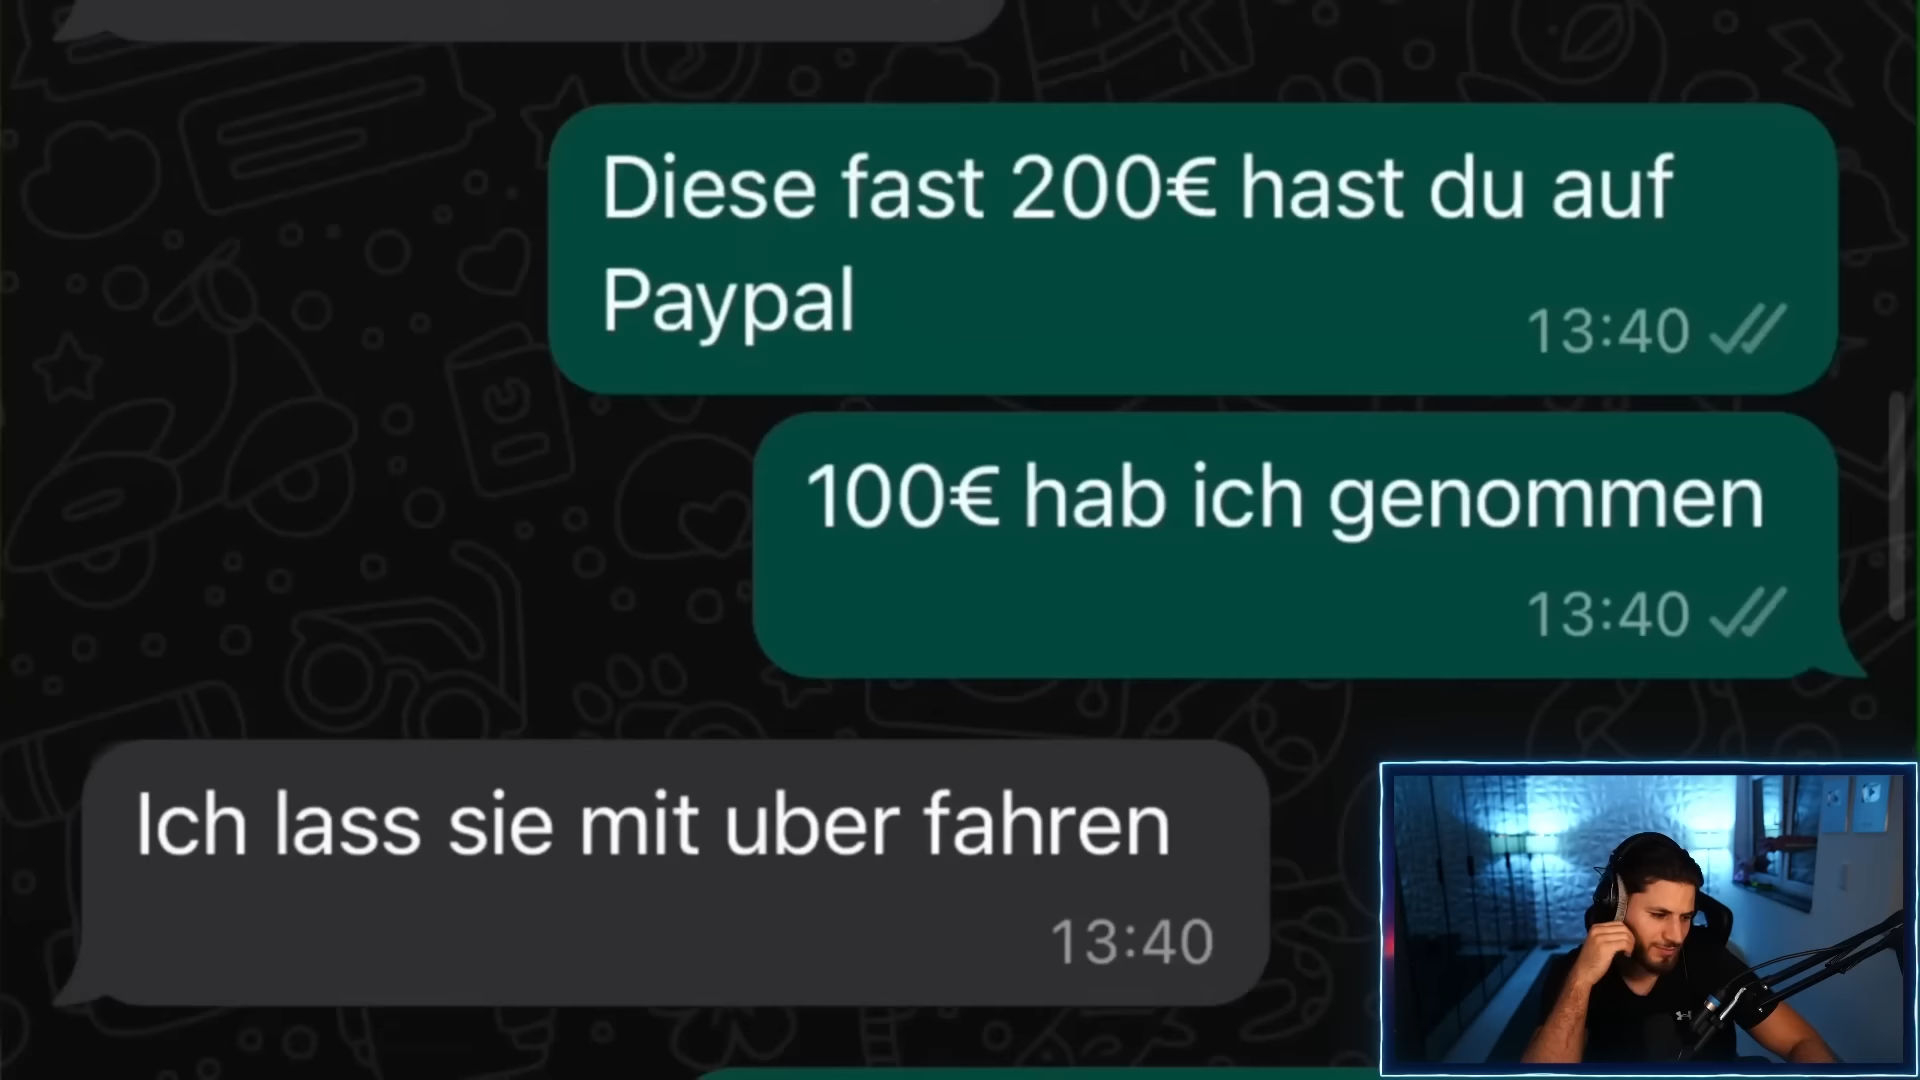 Diese fast 200€ hast du auf
Paypal
13:40
100€ hab ich genommen
13:40
Ich lass sie mit uber fahren
13:40